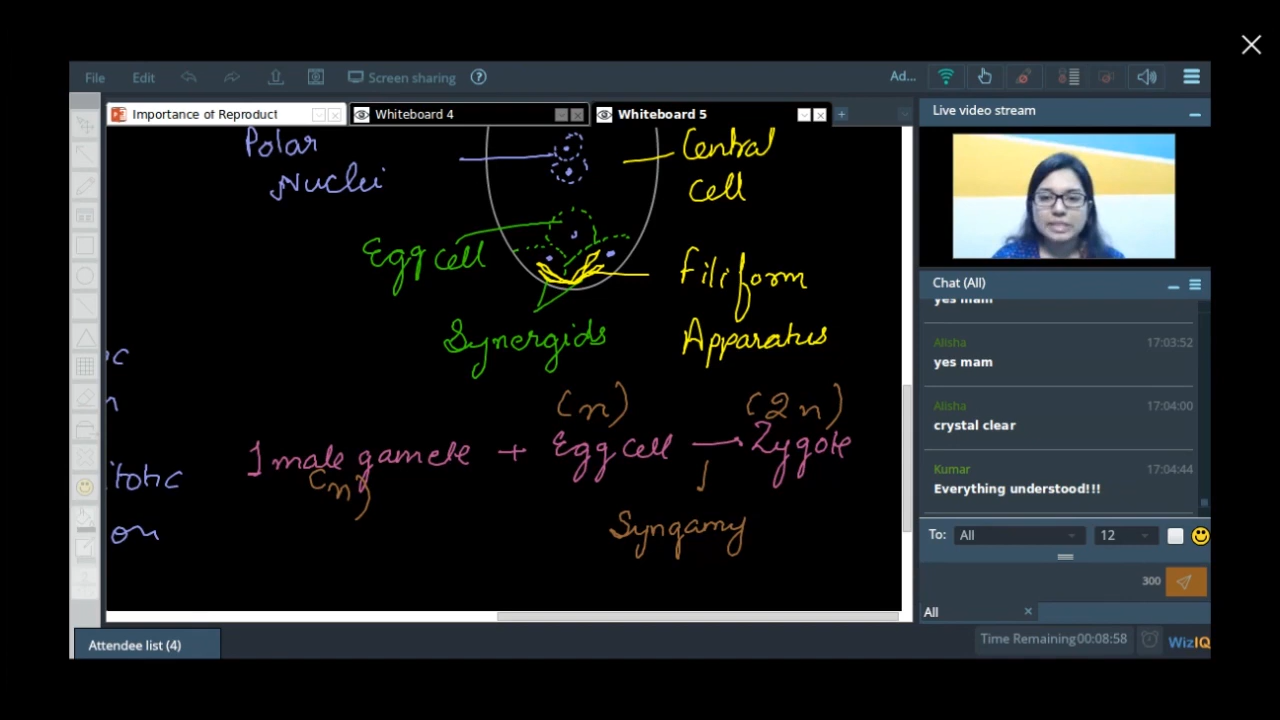 File Edit Screen sharing ? Ad...
Importance of Reproduct Whiteboard 4 Whiteboard 5
Live video stream
Polar
Nuclei
Central
Cell
Egg cell
Filiform
Apparatus
Synergids
(n) (2n)
1 male gamete + Egg cell → Zygote
(n)
Syngamy
on
Chat (All)
yes mam
Alisha 17:03:52
yes mam
Alisha 17:04:00
crystal clear
Kumar 17:04:44
Everything understood!!!
To: All 12
300
All
Attendee list (4)
Time Remaining 00:08:58 WizIQ